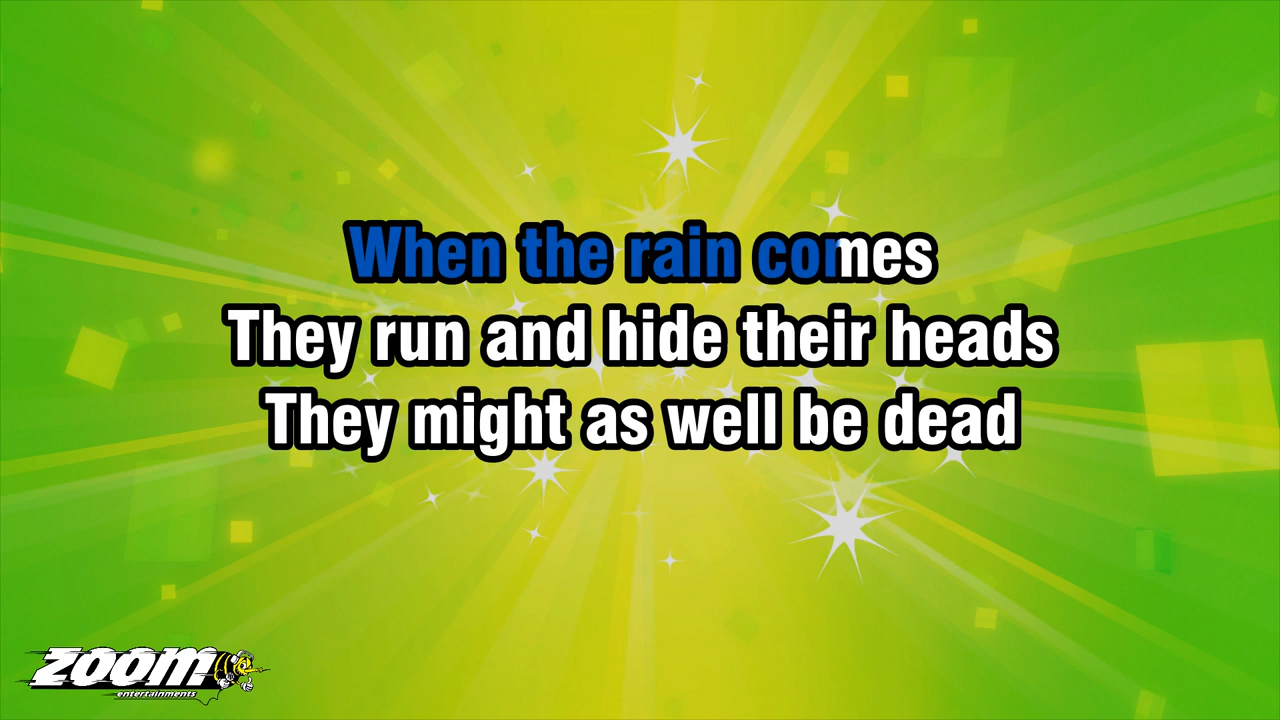 When the rain comes
They run and hide their heads
They might as well be dead
ZOOM
entertainments